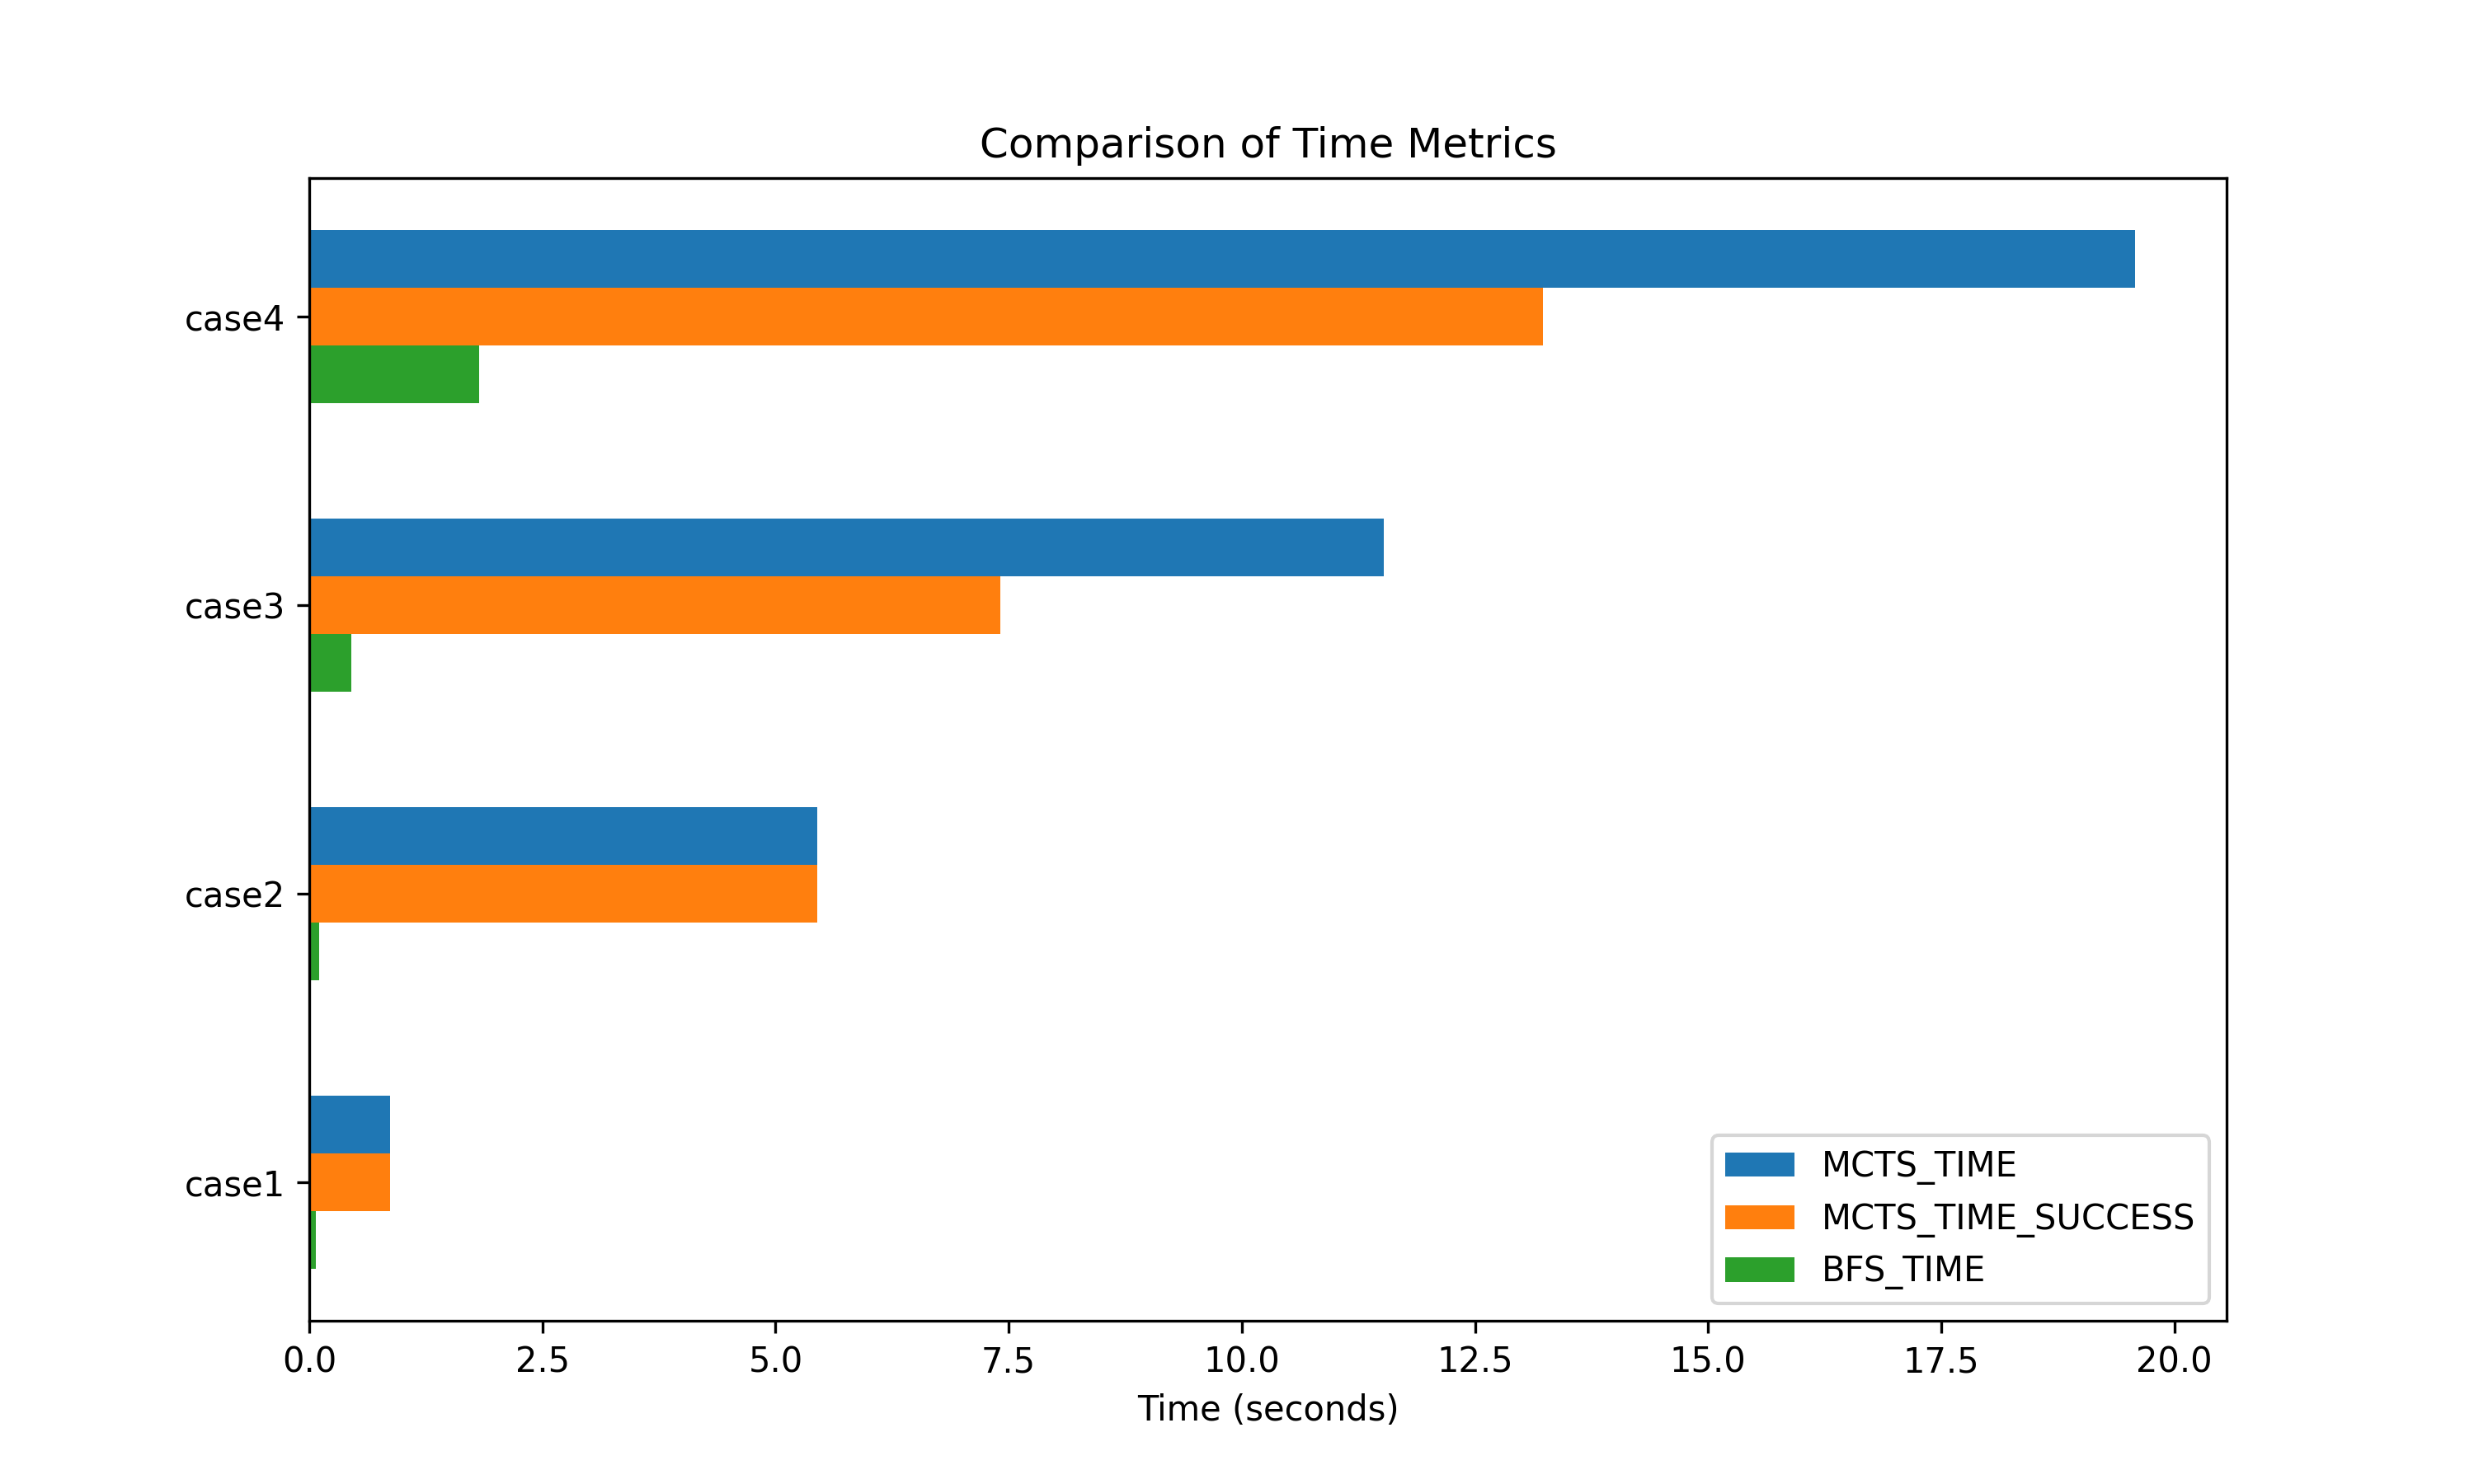 Comparison of Time Metrics
case4
case3
case2
case1
MCTS_TIME
MCTS_TIME_SUCCESS
BFS_TIME
0.0 2.5 5.0 7.5 10.0 12.5 15.0 17.5 20.0
Time (seconds)